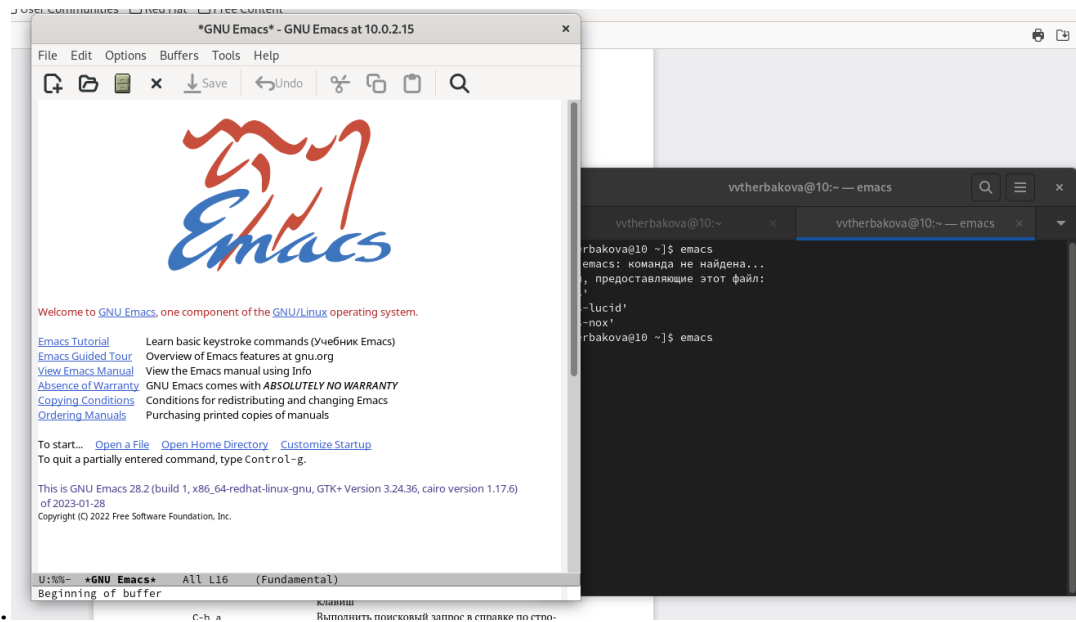 User Communities Red Hat Free Content
*GNU Emacs* - GNU Emacs at 10.0.2.15
File Edit Options Buffers Tools Help
Save Undo
Emacs
Welcome to GNU Emacs, one component of the GNU/Linux operating system.
Emacs Tutorial Learn basic keystroke commands (Учебник Emacs)
Emacs Guided Tour Overview of Emacs features at gnu.org
View Emacs Manual View the Emacs manual using Info
Absence of Warranty GNU Emacs comes with ABSOLUTELY NO WARRANTY
Copying Conditions Conditions for redistributing and changing Emacs
Ordering Manuals Purchasing printed copies of manuals
To start... Open a File Open Home Directory Customize Startup
To quit a partially entered command, type Control-g.
This is GNU Emacs 28.2 (build 1, x86_64-redhat-linux-gnu, GTK+ Version 3.24.36, cairo version 1.17.6)
of 2023-01-28
Copyright (C) 2022 Free Software Foundation, Inc.
U:%%- *GNU Emacs* All L16 (Fundamental)
Beginning of buffer
vvtherbakova@10:~ — emacs
vvtherbakova@10:~ vvtherbakova@10:~ — emacs
rbakova@10 ~]$ emacs
emacs: команда не найдена...
, предоставляющие этот файл:
'
-lucid'
-nox'
rbakova@10 ~]$ emacs
клавиш
C-h a Выполнить поисковый запрос в справке по стро-